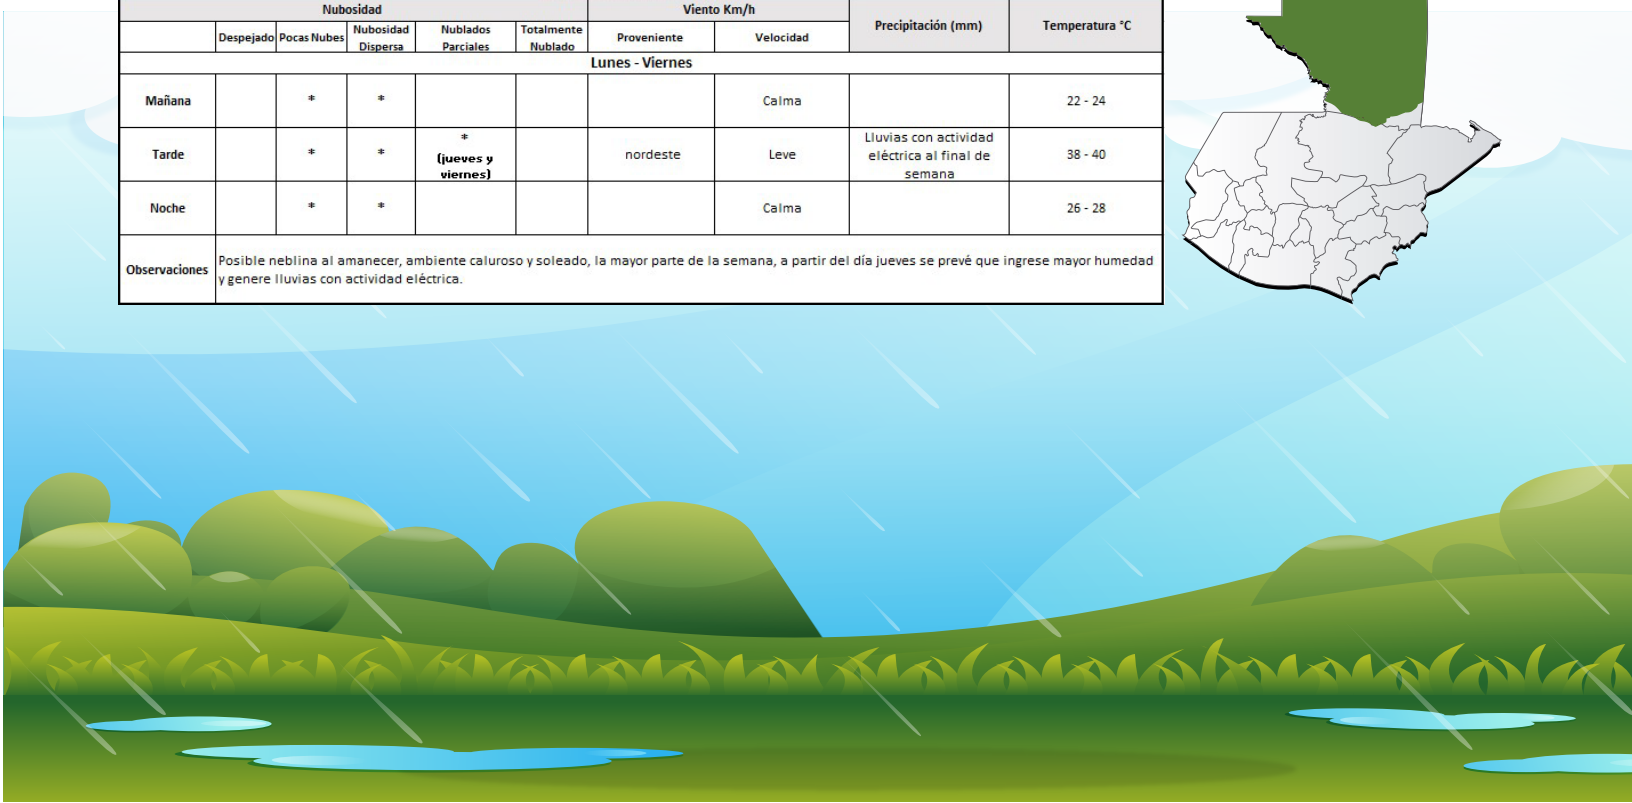 Nubosidad Viento Km/h Precipitación (mm) Temperatura °C
Despejado Pocas Nubes Nubosidad Dispersa Nublados Parciales Totalmente Nublado Proveniente Velocidad
Lunes - Viernes
Mañana * * Calma 22 - 24
Tarde * * * (jueves y viernes) nordeste Leve Lluvias con actividad eléctrica al final de semana 38 - 40
Noche * * Calma 26 - 28
Observaciones Posible neblina al amanecer, ambiente caluroso y soleado, la mayor parte de la semana, a partir del día jueves se prevé que ingrese mayor humedad
y genere lluvias con actividad eléctrica.